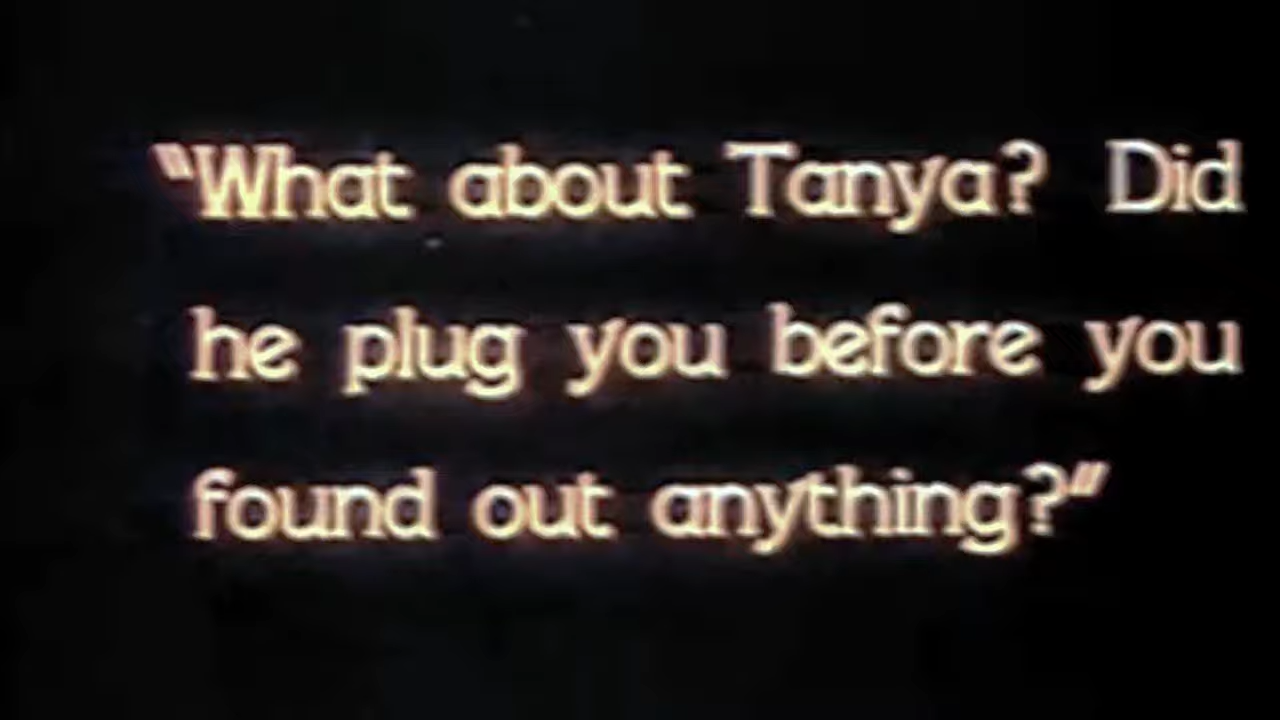 “What about Tanya? Did
he plug you before you
found out anything?”